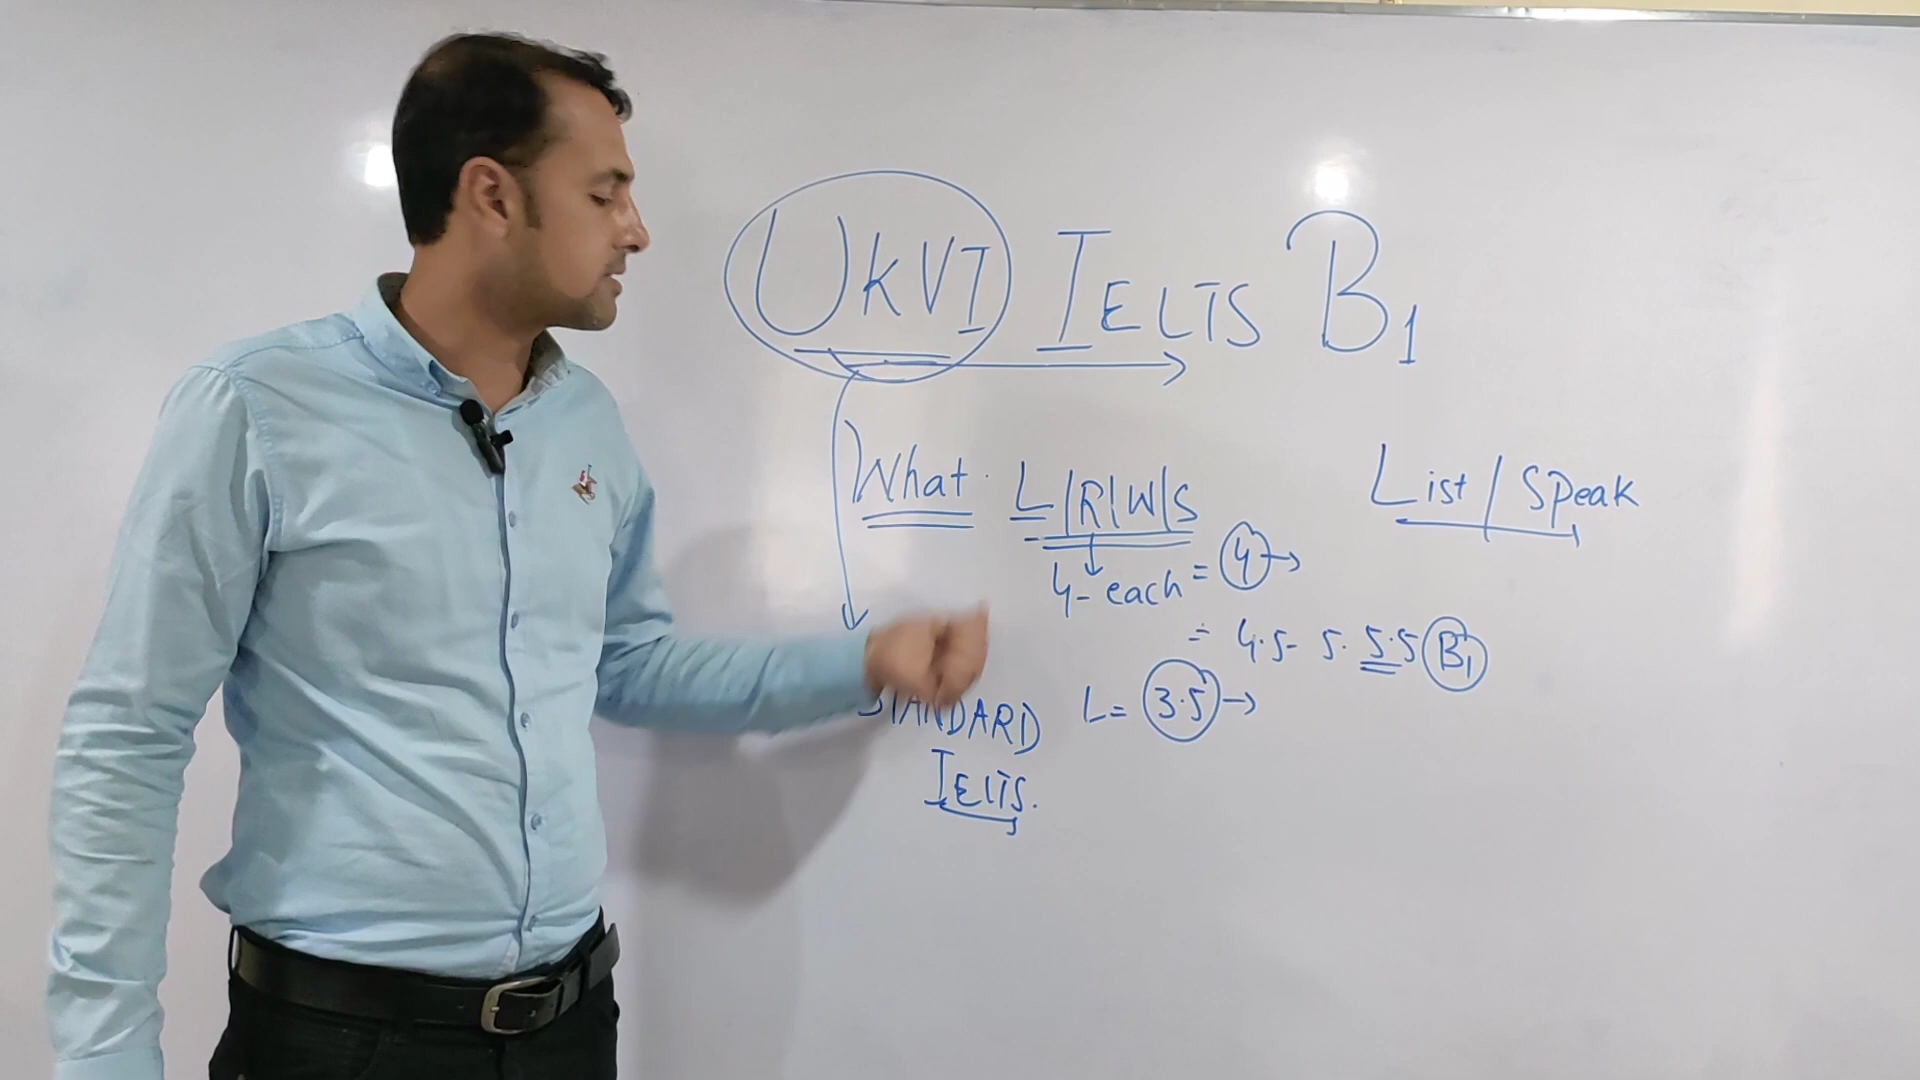 UKVI IELTS B1
What. L/R/W/S List/Speak
4- each = 4 →
= 4.5- 5. 5.5 B1
STANDARD L= 3.5 →
IELTS.